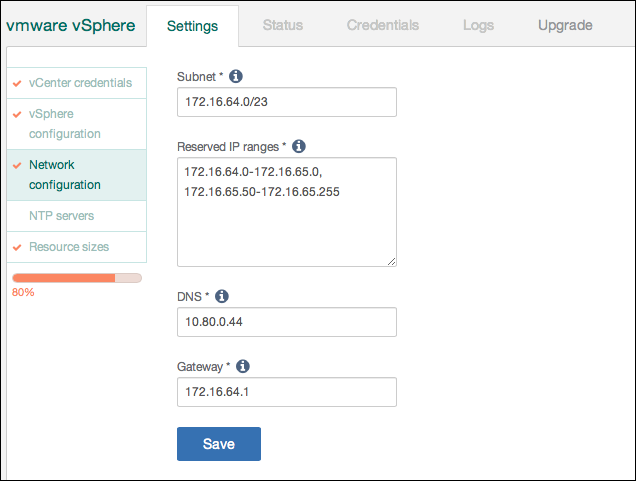 vmware vSphere
Settings
Status
Credentials
Logs
Upgrade
vCenter credentials
vSphere
configuration
Network
configuration
NTP servers
Resource sizes
80%
Subnet *
172.16.64.0/23
Reserved IP ranges *
172.16.64.0-172.16.65.0,
172.16.65.50-172.16.65.255
DNS *
10.80.0.44
Gateway *
172.16.64.1
Save